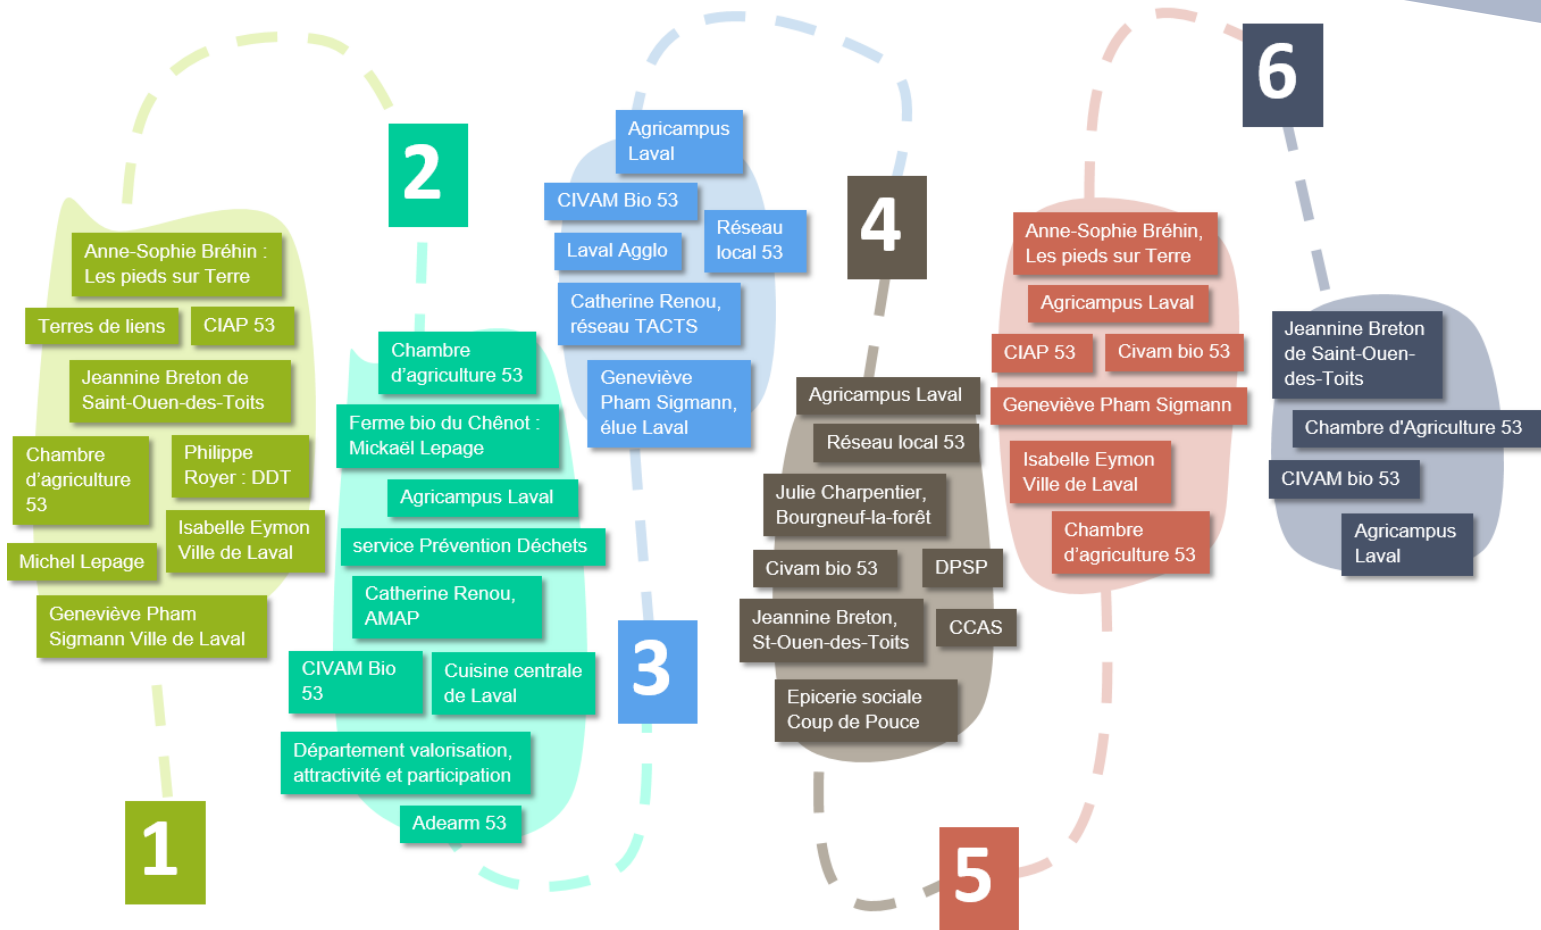 1
Anne-Sophie Bréhin :
Les pieds sur Terre
Terres de liens
CIAP 53
Jeannine Breton de
Saint-Ouen-des-Toits
Chambre
d’agriculture
53
Philippe
Royer : DDT
Isabelle Eymon
Ville de Laval
Michel Lepage
Geneviève Pham
Sigmann Ville de Laval
2
Chambre
d’agriculture 53
Ferme bio du Chênot :
Mickaël Lepage
Agricampus Laval
service Prévention Déchets
Catherine Renou,
AMAP
CIVAM Bio
53
Cuisine centrale
de Laval
Département valorisation,
attractivité et participation
Adearm 53
3
Agricampus
Laval
CIVAM Bio 53
Réseau
local 53
Laval Agglo
Catherine Renou,
réseau TACTS
Geneviève
Pham Sigmann,
élue Laval
4
Agricampus Laval
Réseau local 53
Julie Charpentier,
Bourgneuf-la-forêt
Civam bio 53
DPSP
Jeannine Breton,
St-Ouen-des-Toits
CCAS
Epicerie sociale
Coup de Pouce
5
Anne-Sophie Bréhin,
Les pieds sur Terre
Agricampus Laval
CIAP 53
Civam bio 53
Geneviève Pham Sigmann
Isabelle Eymon
Ville de Laval
Chambre
d’agriculture 53
6
Jeannine Breton
de Saint-Ouen-
des-Toits
Chambre d'Agriculture 53
CIVAM bio 53
Agricampus
Laval